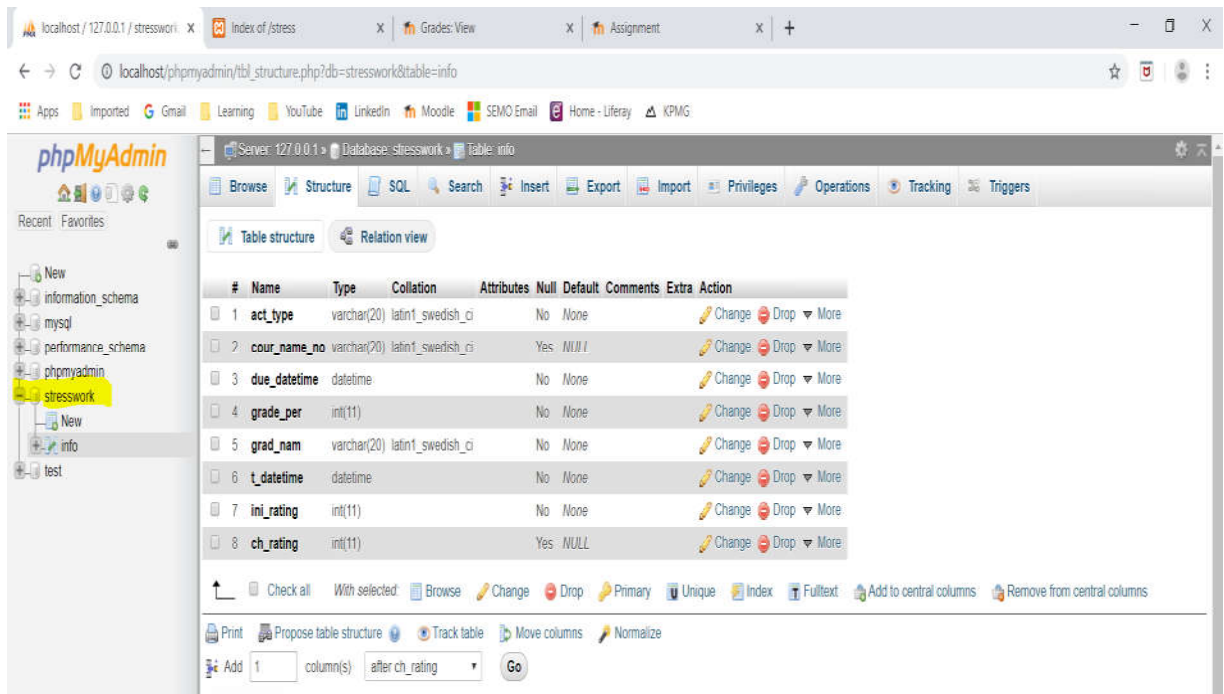 localhost / 127.0.0.1 / stresswor X Index of /stress X Grades: View X Assignment X +
localhost/phpmyadmin/tbl_structure.php?db=stresswork&table=info
Apps Imported Gmail Learning YouTube LinkedIn Moodle SEMO Email Home - Liferay KPMG
phpMyAdmin
Recent Favorites
New
information_schema
mysql
performance_schema
phpmyadmin
stresswork
New
info
test
Server: 127.0.0.1 » Database: stresswork » Table: info
Browse Structure SQL Search Insert Export Import Privileges Operations Tracking Triggers
Table structure Relation view
# Name Type Collation Attributes Null Default Comments Extra Action
1 act_type varchar(20) latin1_swedish_ci No None Change Drop More
2 cour_name_no varchar(20) latin1_swedish_ci Yes NULL Change Drop More
3 due_datetime datetime No None Change Drop More
4 grade_per int(11) No None Change Drop More
5 grad_nam varchar(20) latin1_swedish_ci No None Change Drop More
6 t_datetime datetime No None Change Drop More
7 ini_rating int(11) No None Change Drop More
8 ch_rating int(11) Yes NULL Change Drop More
Check all With selected: Browse Change Drop Primary Unique Index Fulltext Add to central columns Remove from central columns
Print Propose table structure Track table Move columns Normalize
Add 1 column(s) after ch_rating Go